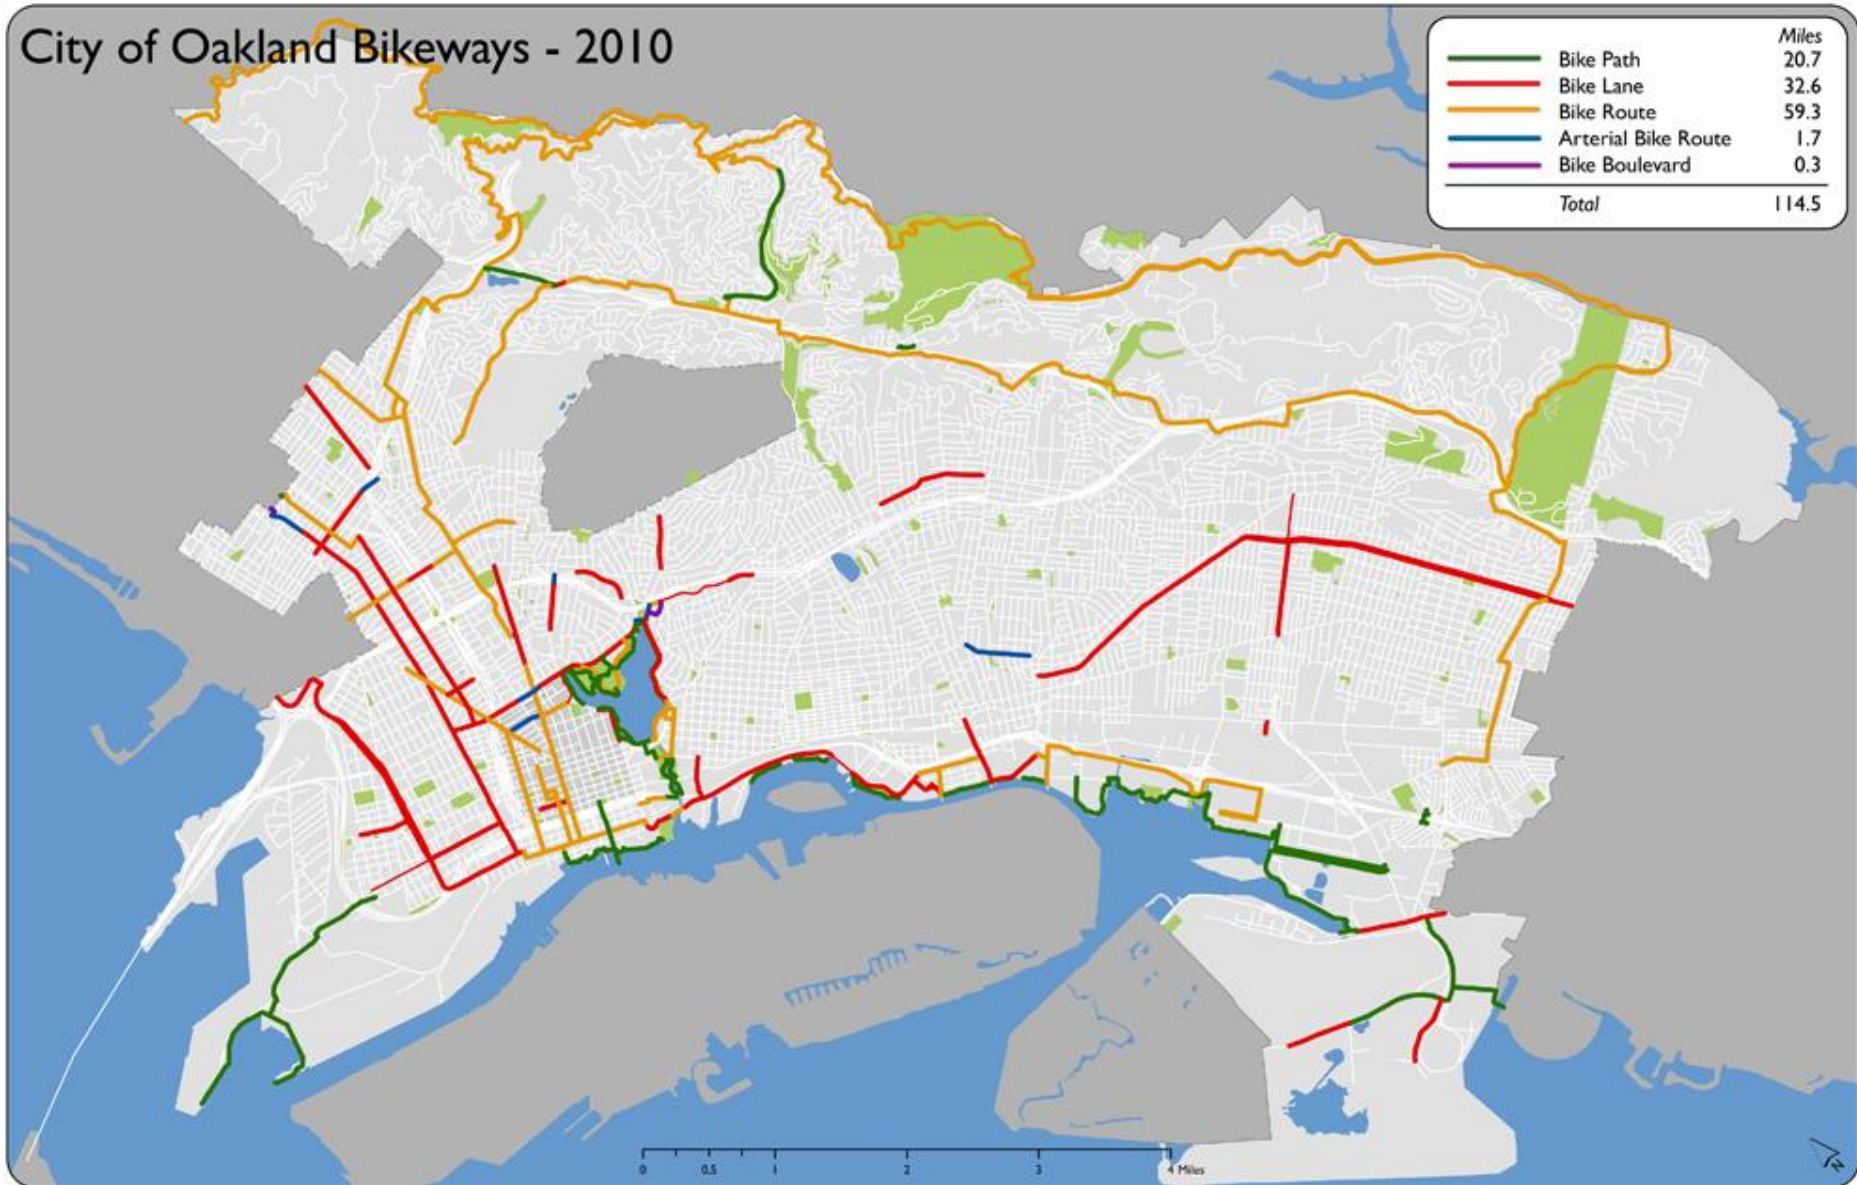 City of Oakland Bikeways - 2010
Miles
Bike Path 20.7
Bike Lane 32.6
Bike Route 59.3
Arterial Bike Route 1.7
Bike Boulevard 0.3
Total 114.5
0 0.5 1 2 3 4 Miles
N